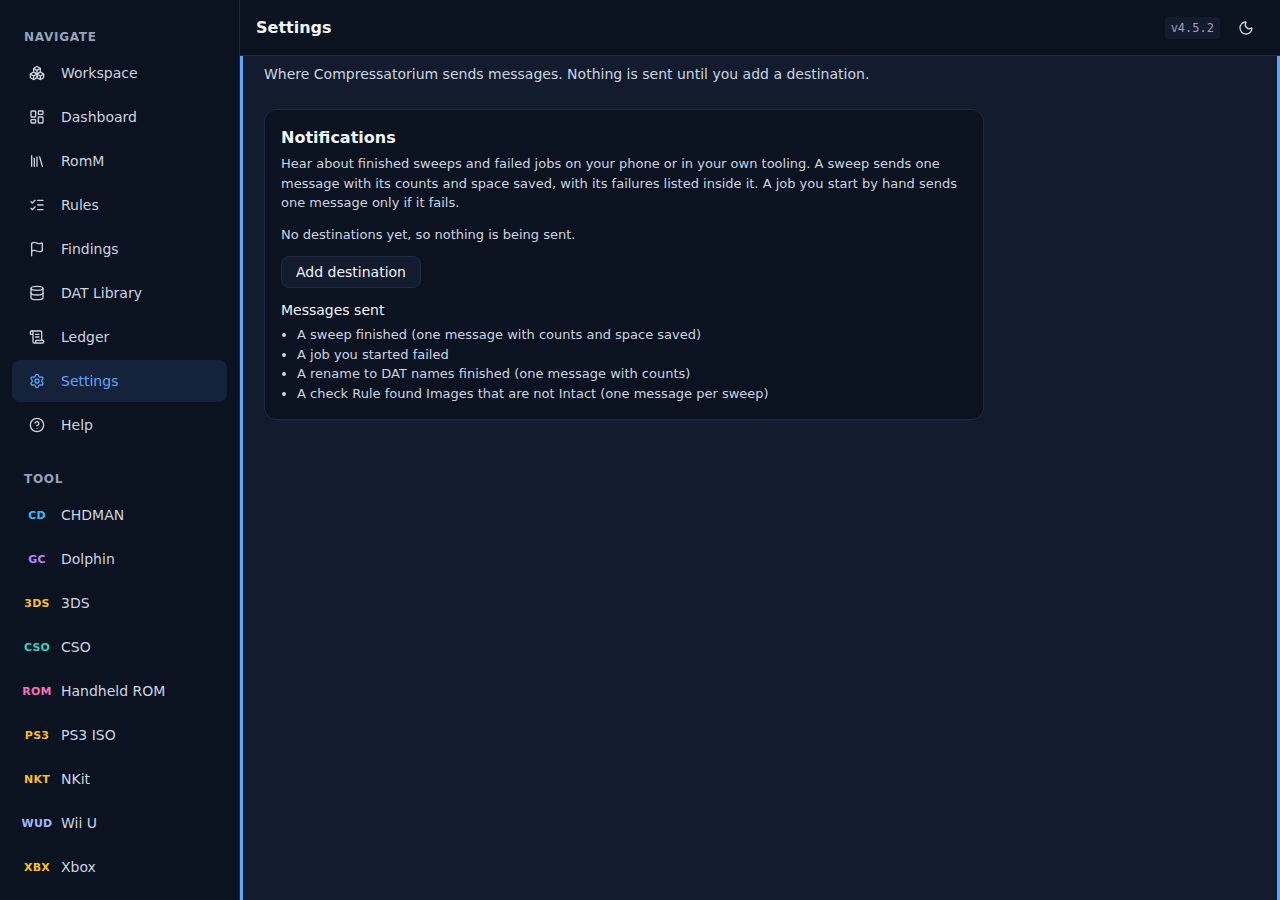 NAVIGATE
Workspace
Dashboard
RomM
Rules
Findings
DAT Library
Ledger
Settings
Help
TOOL
CD CHDMAN
GC Dolphin
3DS 3DS
CSO CSO
ROM Handheld ROM
PS3 PS3 ISO
NKT NKit
WUD Wii U
XBX Xbox
Settings
v4.5.2
Where Compressatorium sends messages. Nothing is sent until you add a destination.
Notifications
Hear about finished sweeps and failed jobs on your phone or in your own tooling. A sweep sends one
message with its counts and space saved, with its failures listed inside it. A job you start by hand sends
one message only if it fails.
No destinations yet, so nothing is being sent.
Add destination
Messages sent
• A sweep finished (one message with counts and space saved)
• A job you started failed
• A rename to DAT names finished (one message with counts)
• A check Rule found Images that are not Intact (one message per sweep)